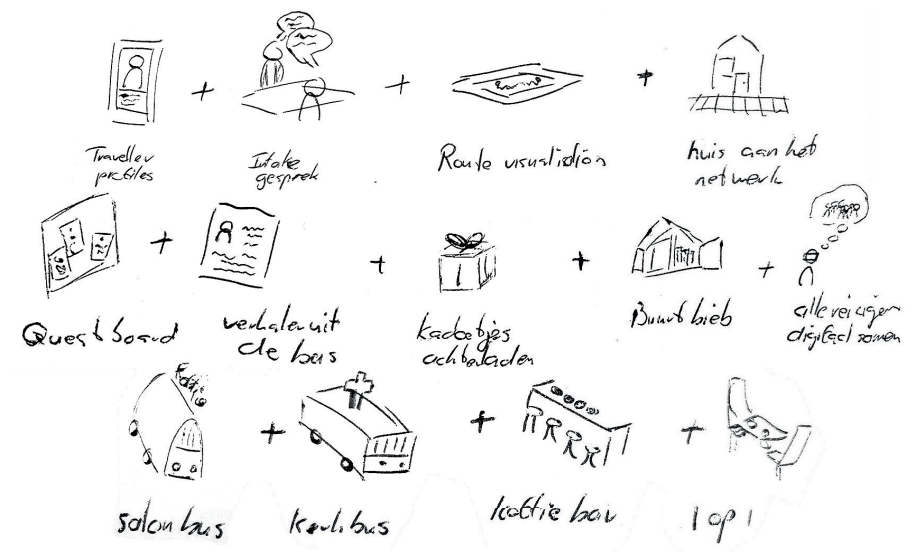 Traveller
profiles
Intake
gesprek
Route visualistion
huis aan het
netwerk
Quest board
verhalen uit
de bus
kadootjes
achterladen
Buurt bieb
alle reizigers
digitaal samen
salon bus
kerk bus
koffie bar
1 op 1